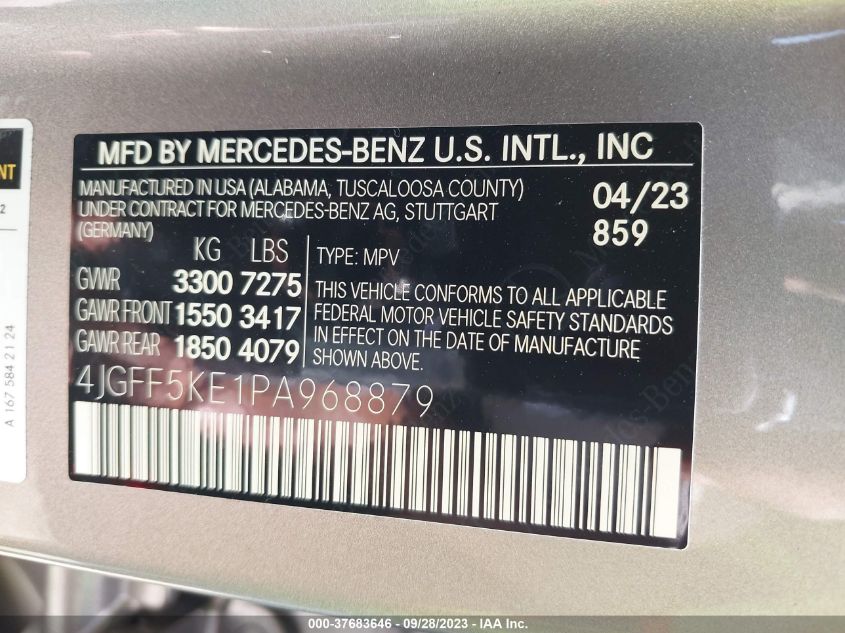 MFD BY MERCEDES-BENZ U.S. INTL., INC
MANUFACTURED IN USA (ALABAMA, TUSCALOOSA COUNTY)
UNDER CONTRACT FOR MERCEDES-BENZ AG, STUTTGART
(GERMANY)
04/23
859
KG LBS
GVWR 3300 7275
GAWR FRONT 1550 3417
GAWR REAR 1850 4079
TYPE: MPV
THIS VEHICLE CONFORMS TO ALL APPLICABLE
FEDERAL MOTOR VEHICLE SAFETY STANDARDS
IN EFFECT ON THE DATE OF MANUFACTURE
SHOWN ABOVE.
4JGFF5KE1PA968879
A 167 584 21 24
000-37683646 - 09/28/2023 - IAA Inc.